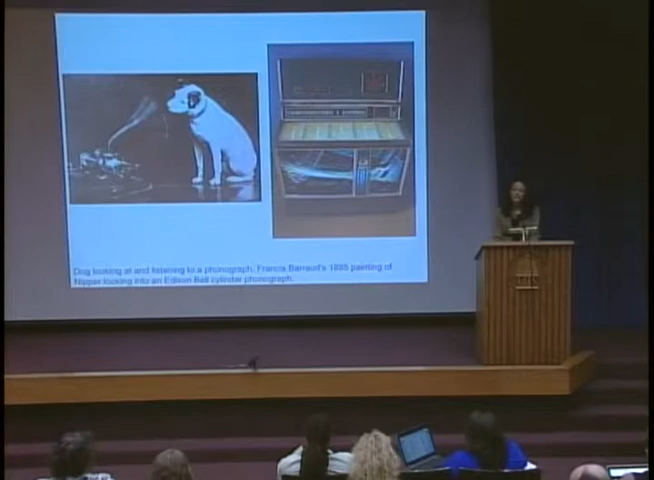 Dog looking at and listening to a phonograph, Francis Barraud's 1895 painting of
Nipper looking into an Edison Bell cylinder phonograph.